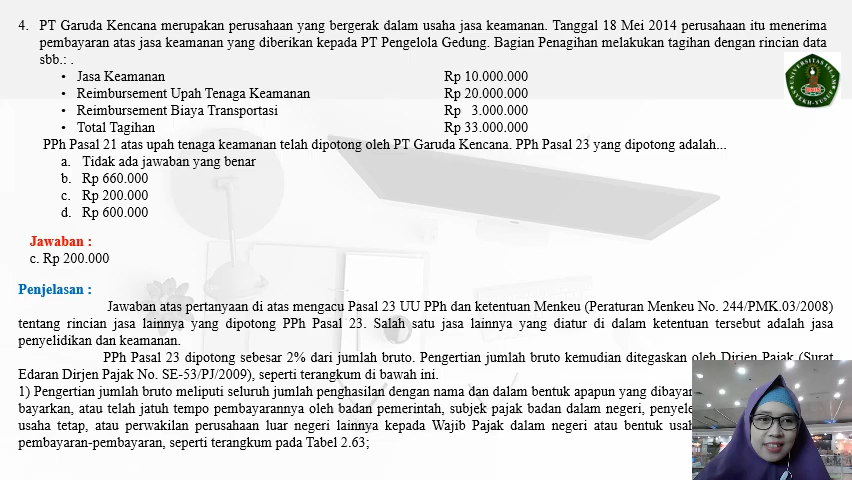 4. PT Garuda Kencana merupakan perusahaan yang bergerak dalam usaha jasa keamanan. Tanggal 18 Mei 2014 perusahaan itu menerima
pembayaran atas jasa keamanan yang diberikan kepada PT Pengelola Gedung. Bagian Penagihan melakukan tagihan dengan rincian data
sbb.: .
• Jasa Keamanan Rp 10.000.000
• Reimbursement Upah Tenaga Keamanan Rp 20.000.000
• Reimbursement Biaya Transportasi Rp 3.000.000
• Total Tagihan Rp 33.000.000
PPh Pasal 21 atas upah tenaga keamanan telah dipotong oleh PT Garuda Kencana. PPh Pasal 23 yang dipotong adalah...
a. Tidak ada jawaban yang benar
b. Rp 660.000
c. Rp 200.000
d. Rp 600.000
Jawaban :
c. Rp 200.000
Penjelasan :
Jawaban atas pertanyaan di atas mengacu Pasal 23 UU PPh dan ketentuan Menkeu (Peraturan Menkeu No. 244/PMK.03/2008)
tentang rincian jasa lainnya yang dipotong PPh Pasal 23. Salah satu jasa lainnya yang diatur di dalam ketentuan tersebut adalah jasa
penyelidikan dan keamanan.
PPh Pasal 23 dipotong sebesar 2% dari jumlah bruto. Pengertian jumlah bruto kemudian ditegaskan oleh Dirjen Pajak (Surat
Edaran Dirjen Pajak No. SE-53/PJ/2009), seperti terangkum di bawah ini.
1) Pengertian jumlah bruto meliputi seluruh jumlah penghasilan dengan nama dan dalam bentuk apapun yang dibayar
bayarkan, atau telah jatuh tempo pembayarannya oleh badan pemerintah, subjek pajak badan dalam negeri, penyele
usaha tetap, atau perwakilan perusahaan luar negeri lainnya kepada Wajib Pajak dalam negeri atau bentuk usah
pembayaran-pembayaran, seperti terangkum pada Tabel 2.63;
UNIVERSITAS ISLAM
SYEKH-YUSUF